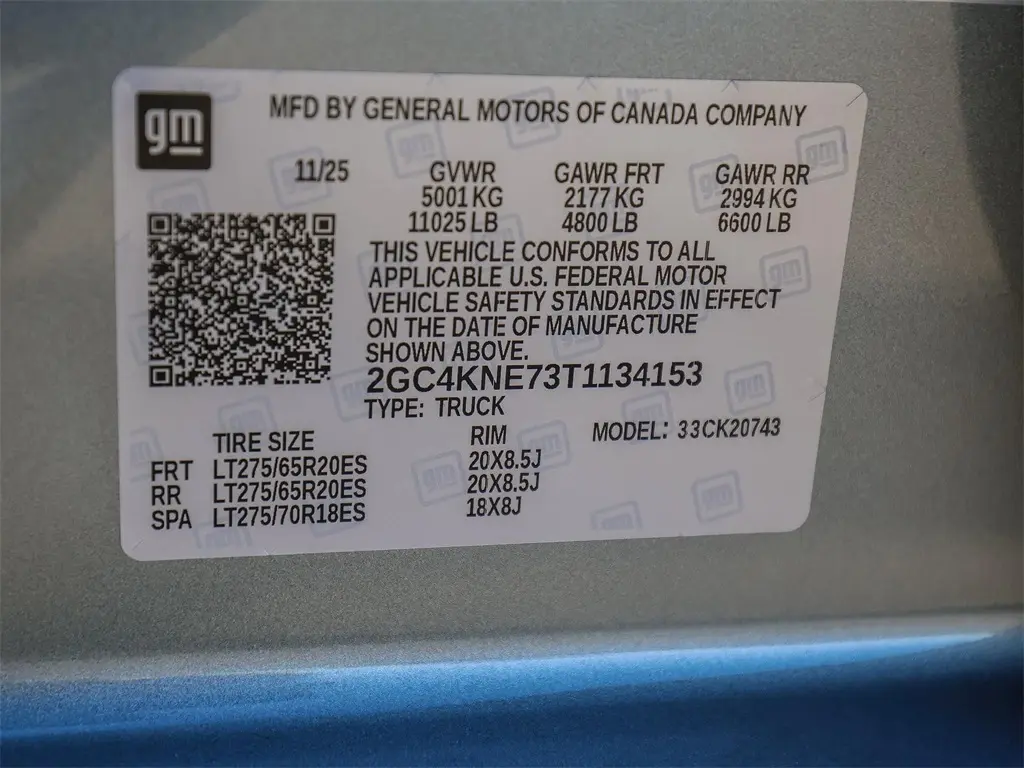 gm
MFD BY GENERAL MOTORS OF CANADA COMPANY
11/25 GVWR GAWR FRT GAWR RR
5001 KG 2177 KG 2994 KG
11025 LB 4800 LB 6600 LB
THIS VEHICLE CONFORMS TO ALL
APPLICABLE U.S. FEDERAL MOTOR
VEHICLE SAFETY STANDARDS IN EFFECT
ON THE DATE OF MANUFACTURE
SHOWN ABOVE.
2GC4KNE73T1134153
TYPE: TRUCK
TIRE SIZE RIM MODEL: 33CK20743
FRT LT275/65R20ES 20X8.5J
RR LT275/65R20ES 20X8.5J
SPA LT275/70R18ES 18X8J